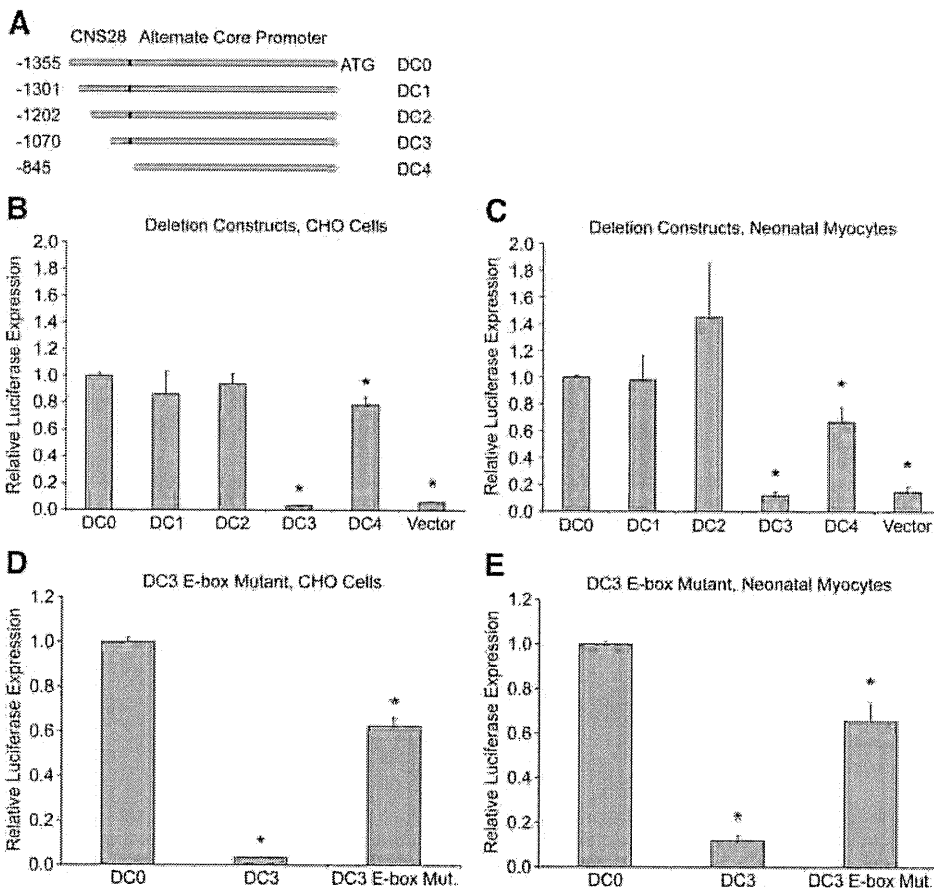 A
CNS28 Alternate Core Promoter
-1355 ATG DC0
-1301 DC1
-1202 DC2
-1070 DC3
-845 DC4
B
Deletion Constructs, CHO Cells
Relative Luciferase Expression
2.0
1.8
1.6
1.4
1.2
1.0
0.8
0.6
0.4
0.2
0.0
* * *
DC0 DC1 DC2 DC3 DC4 Vector
C
Deletion Constructs, Neonatal Myocytes
Relative Luciferase Expression
2.0
1.8
1.6
1.4
1.2
1.0
0.8
0.6
0.4
0.2
0.0
* * *
DC0 DC1 DC2 DC3 DC4 Vector
D
DC3 E-box Mutant, CHO Cells
Relative Luciferase Expression
1.2
1.0
0.8
0.6
0.4
0.2
0.0
* *
DC0 DC3 DC3 E-box Mut.
E
DC3 E-box Mutant, Neonatal Myocytes
Relative Luciferase Expression
1.2
1.0
0.8
0.6
0.4
0.2
0.0
* *
DC0 DC3 DC3 E-box Mut.